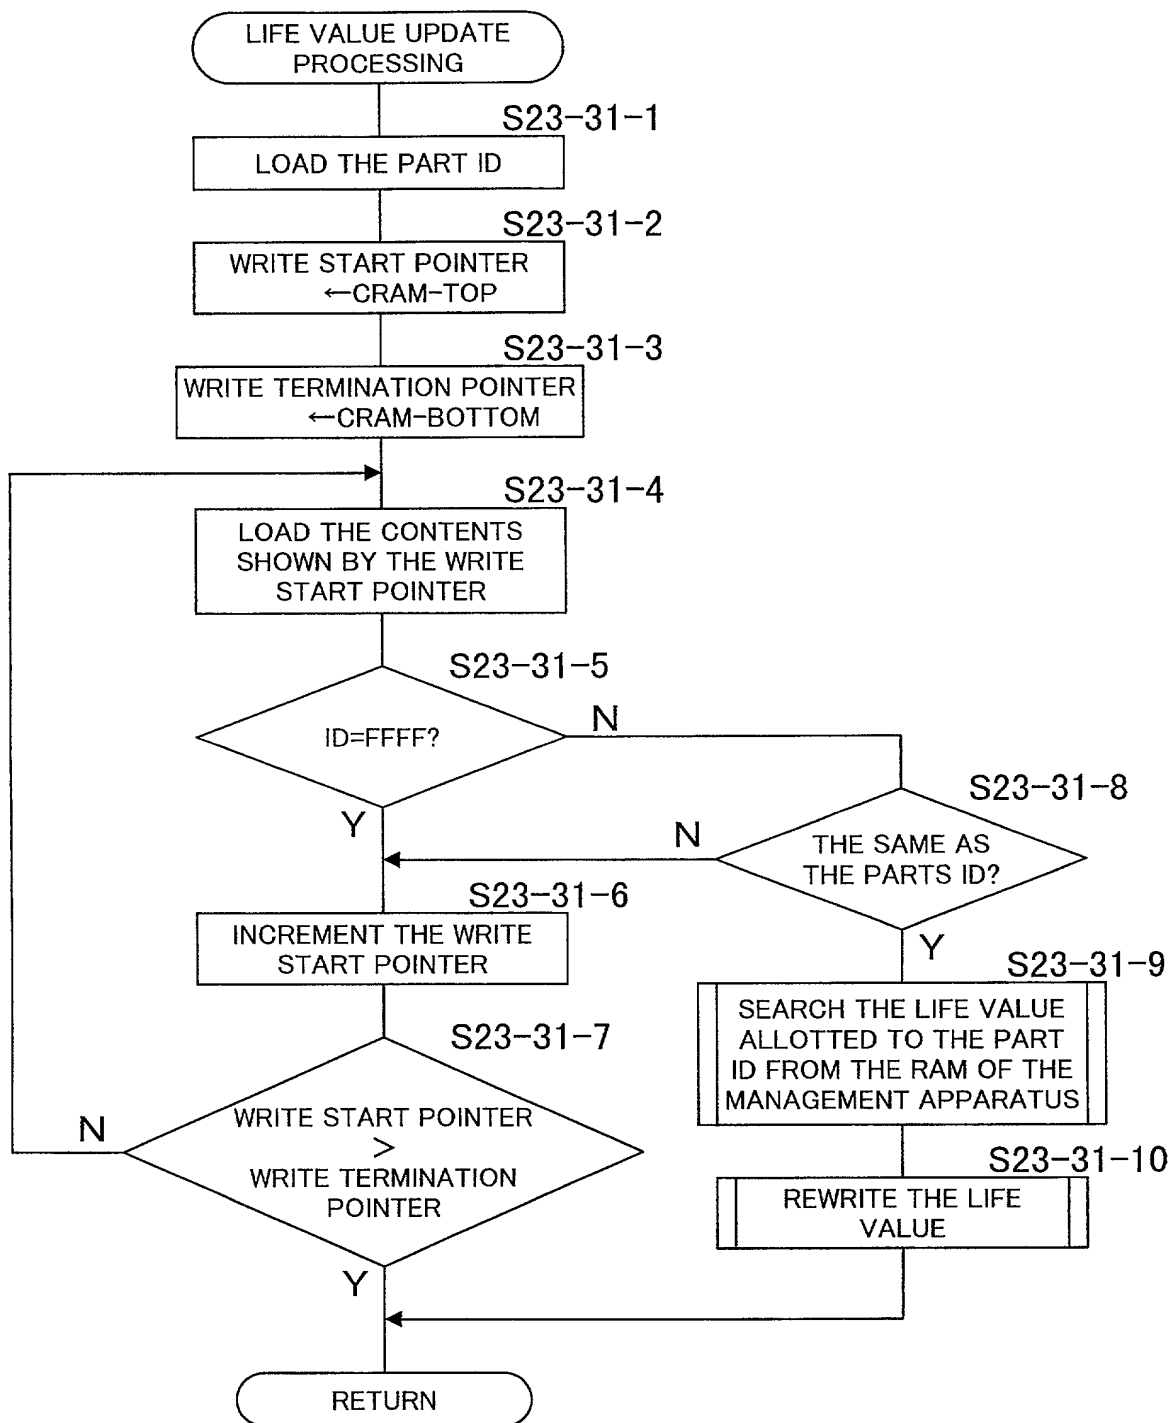 LIFE VALUE UPDATE
PROCESSING
S23-31-1
LOAD THE PART ID
S23-31-2
WRITE START POINTER
←CRAM-TOP
S23-31-3
WRITE TERMINATION POINTER
←CRAM-BOTTOM
S23-31-4
LOAD THE CONTENTS
SHOWN BY THE WRITE
START POINTER
S23-31-5
ID=FFFF?
N
Y
S23-31-8
THE SAME AS
THE PARTS ID?
N
Y
S23-31-6
INCREMENT THE WRITE
START POINTER
S23-31-9
SEARCH THE LIFE VALUE
ALLOTTED TO THE PART
ID FROM THE RAM OF THE
MANAGEMENT APPARATUS
S23-31-7
WRITE START POINTER
>
WRITE TERMINATION
POINTER
N
Y
S23-31-10
REWRITE THE LIFE
VALUE
RETURN